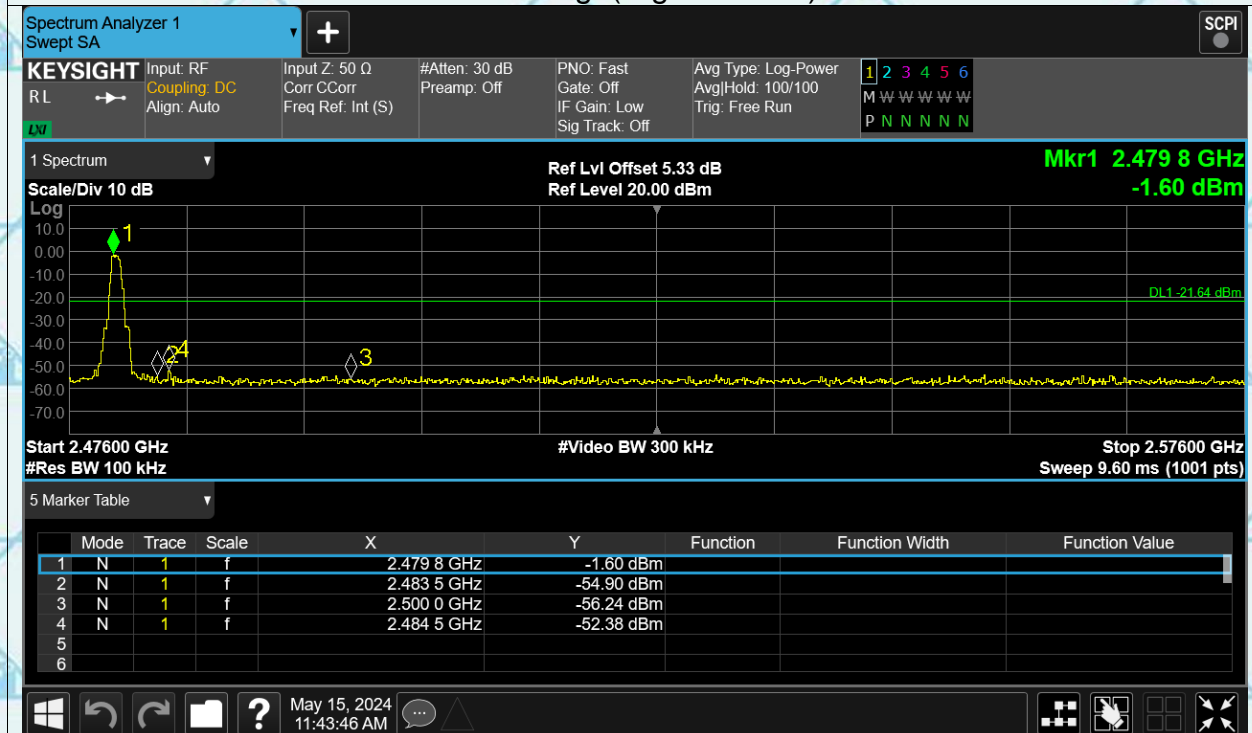 Spectrum Analyzer 1
Swept SA
+
SCPI
KEYSIGHT
RL
LXI
Input: RF
Coupling: DC
Align: Auto
Input Z: 50 Ω
Corr CCorr
Freq Ref: Int (S)
#Atten: 30 dB
Preamp: Off
PNO: Fast
Gate: Off
IF Gain: Low
Sig Track: Off
Avg Type: Log-Power
Avg|Hold: 100/100
Trig: Free Run
1 2 3 4 5 6
M W W W W W W
P N N N N N N
1 Spectrum
Scale/Div 10 dB
Ref Lvl Offset 5.33 dB
Ref Level 20.00 dBm
Mkr1 2.479 8 GHz
-1.60 dBm
Log
10.0
0.00
-10.0
-20.0
-30.0
-40.0
-50.0
-60.0
-70.0
1
2
4
3
DL1 -21.64 dBm
Start 2.47600 GHz
#Res BW 100 kHz
#Video BW 300 kHz
Stop 2.57600 GHz
Sweep 9.60 ms (1001 pts)
5 Marker Table
Mode Trace Scale X Y Function Function Width Function Value
1 N 1 f 2.479 8 GHz -1.60 dBm
2 N 1 f 2.483 5 GHz -54.90 dBm
3 N 1 f 2.500 0 GHz -56.24 dBm
4 N 1 f 2.484 5 GHz -52.38 dBm
5
6
?
May 15, 2024
11:43:46 AM